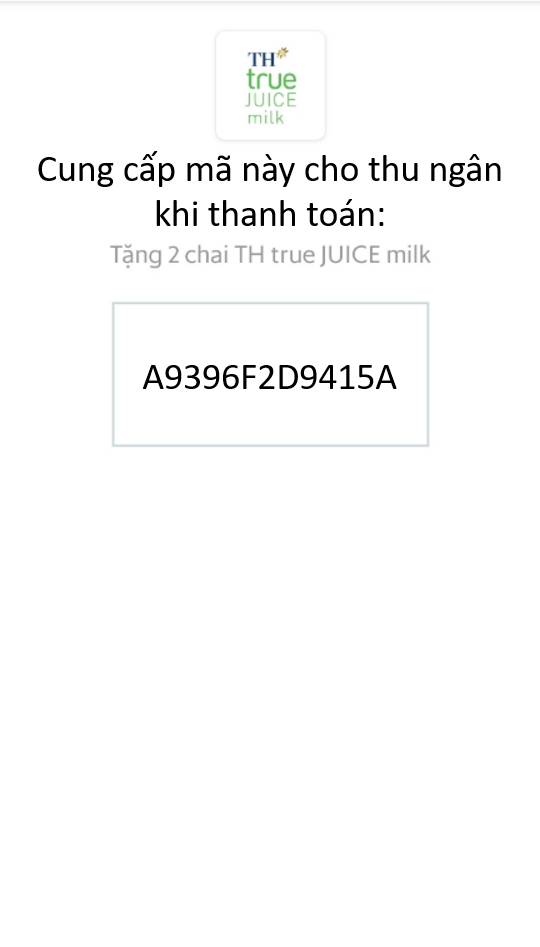 TH
true
JUICE
milk
Cung cấp mã này cho thu ngân
khi thanh toán:
Tặng 2 chai TH true JUICE milk
A9396F2D9415A